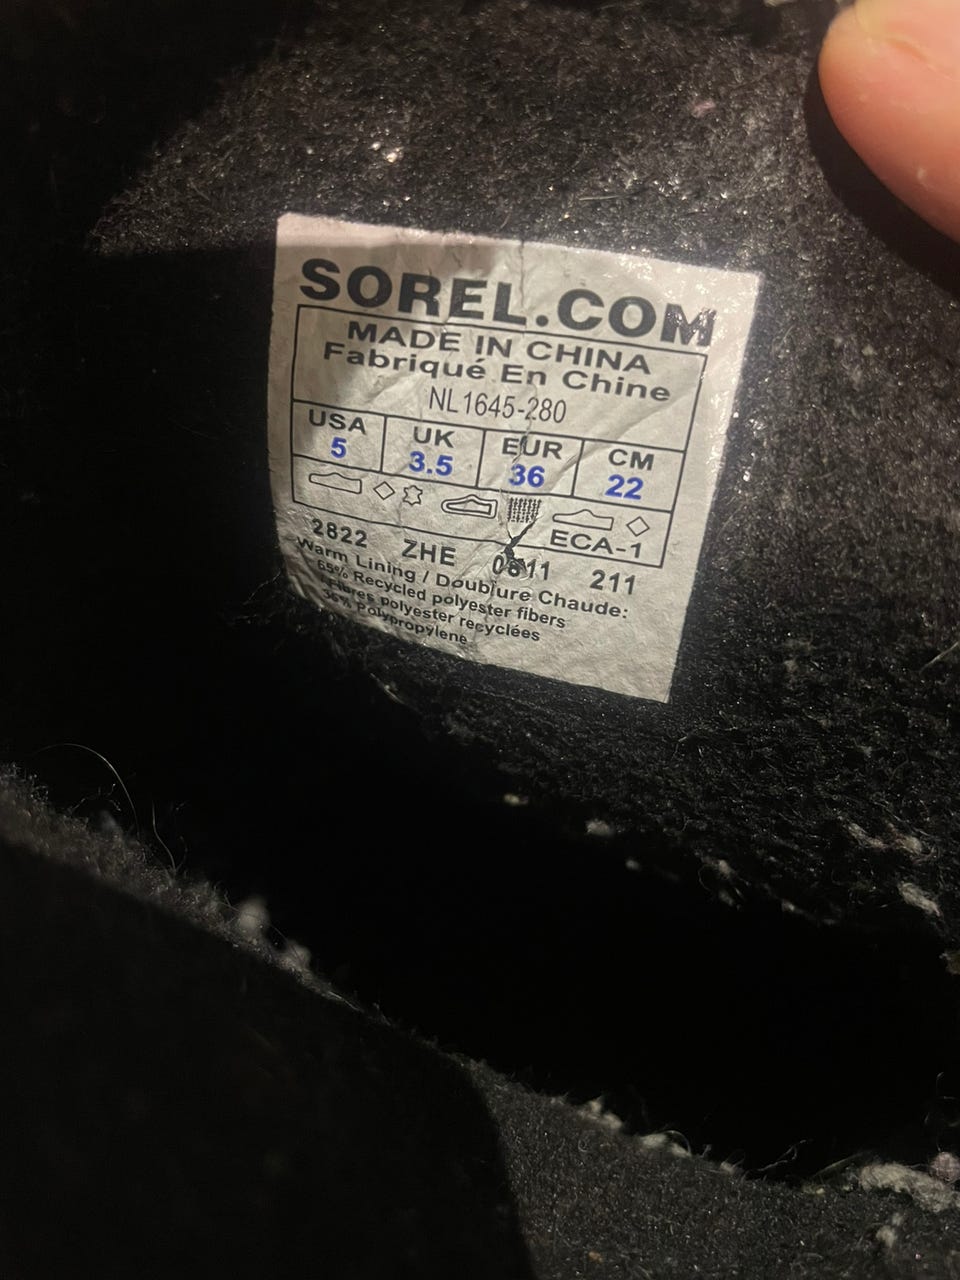 SOREL.COM
MADE IN CHINA
Fabriqué En Chine
NL1645-280
USA UK EUR CM
5 3.5 36 22
ECA-1
2822 ZHE 211
Warm Lining / Doublure Chaude:
65% Recycled polyester fibers
Fibres polyester recyclées
Polypropylene